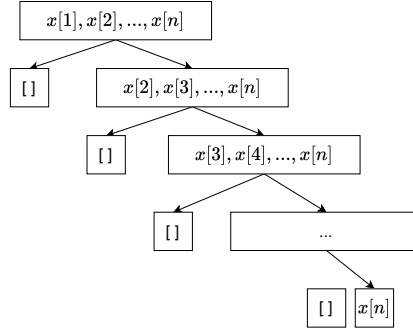 x[1], x[2], ..., x[n]
[ ]
x[2], x[3], ..., x[n]
[ ]
x[3], x[4], ..., x[n]
[ ]
...
[ ]
x[n]